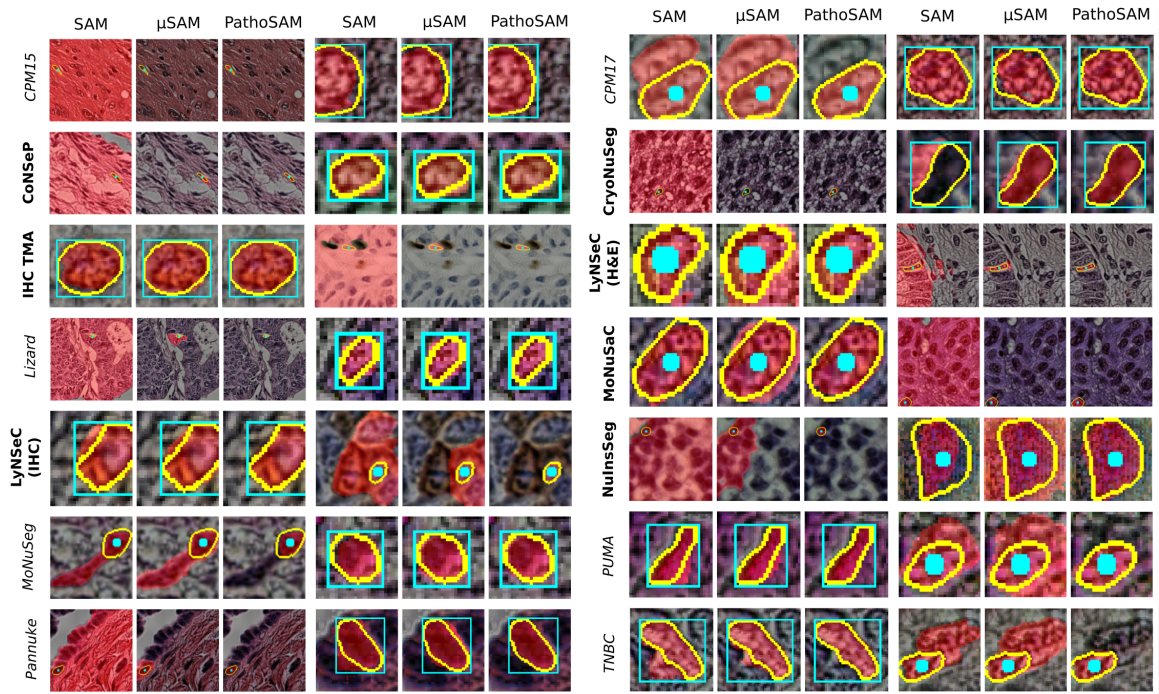 SAM μSAM PathoSAM SAM μSAM PathoSAM
CPM15
CoNSeP
IHC TMA
Lizard
LyNSeC
(IHC)
MoNuSeg
Pannuke
SAM μSAM PathoSAM SAM μSAM PathoSAM
CPM17
CryoNuSeg
LyNSeC
(H&E)
MoNuSaC
NuInsSeg
PUMA
TNBC